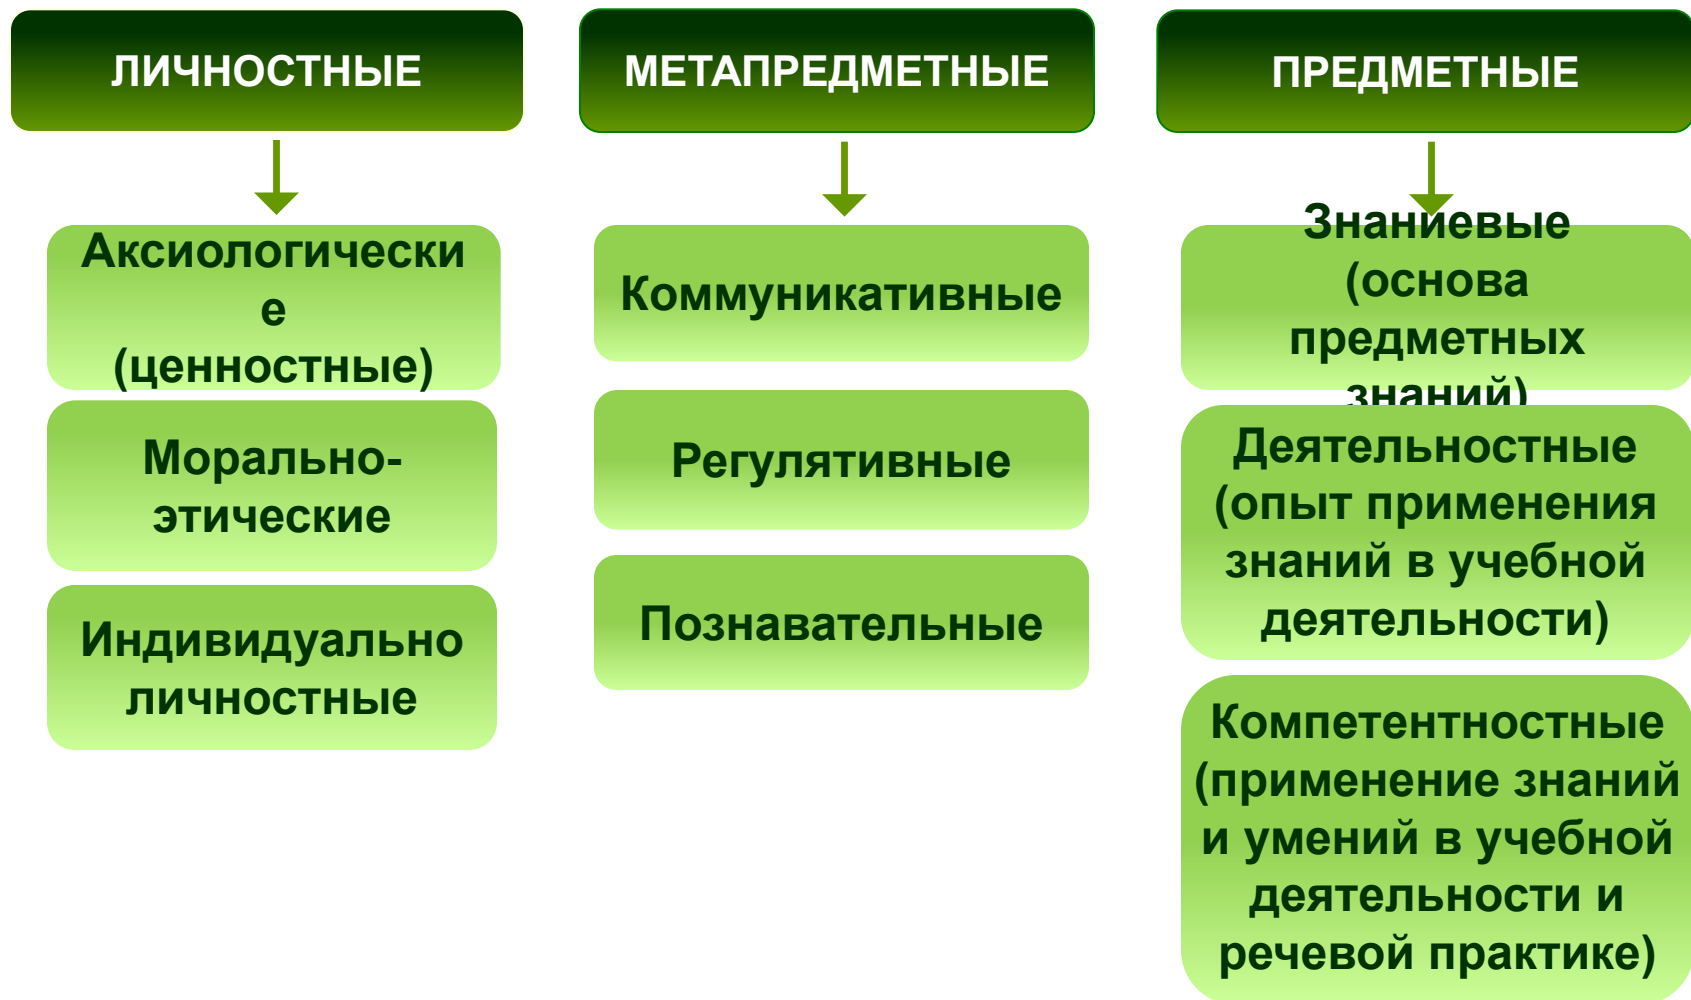 ЛИЧНОСТНЫЕ
Аксиологически
е
(ценностные)
Морально-
этические
Индивидуально
личностные
МЕТАПРЕДМЕТНЫЕ
Коммуникативные
Регулятивные
Познавательные
ПРЕДМЕТНЫЕ
Знаниевые
(основа
предметных
знаний)
Деятельностные
(опыт применения
знаний в учебной
деятельности)
Компетентностные
(применение знаний
и умений в учебной
деятельности и
речевой практике)